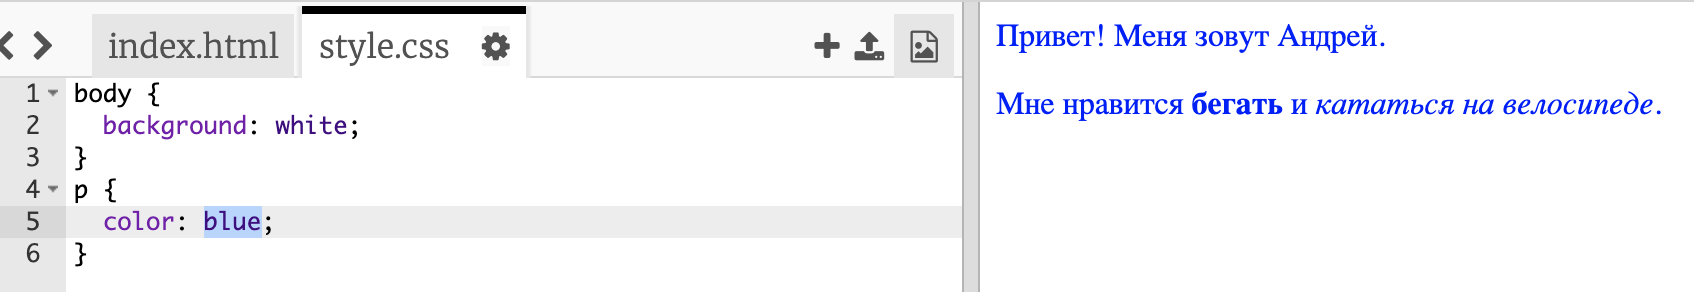 index.html style.css
1 body {
2   background: white;
3 }
4 p {
5   color: blue;
6 }
Привет! Меня зовут Андрей.
Мне нравится бегать и кататься на велосипеде.